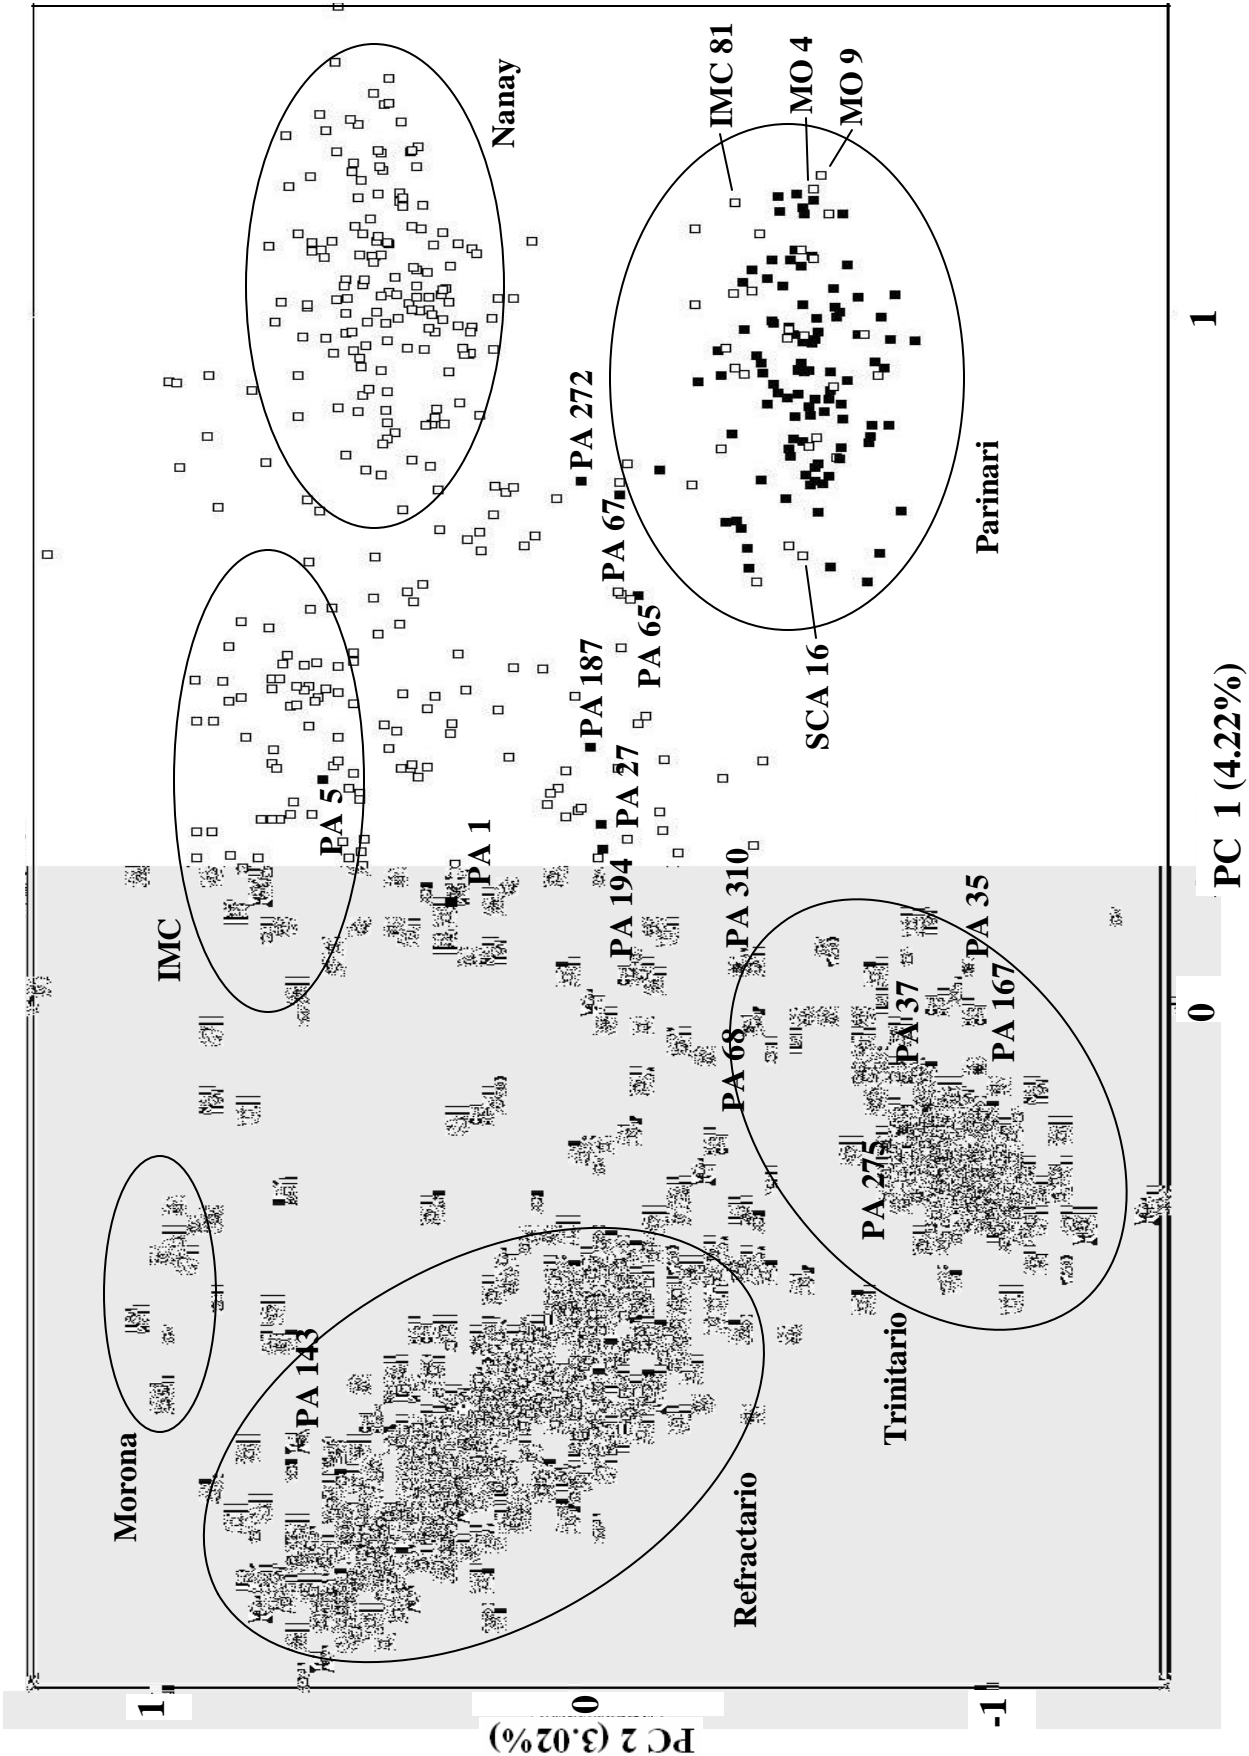 Morona
IMC
Nanay
PA 143
PA 5
PA 1
PA 272
Refractario
PA 194
PA 27
PA 187
PA 67
PA 65
IMC 81
MO 4
MO 9
PA 68
PA 310
SCA 16
Trinitario
PA 275
PA 37
PA 35
PA 167
Parinari
1
0
-1
PC 2 (3.02%)
0
1
PC 1 (4.22%)